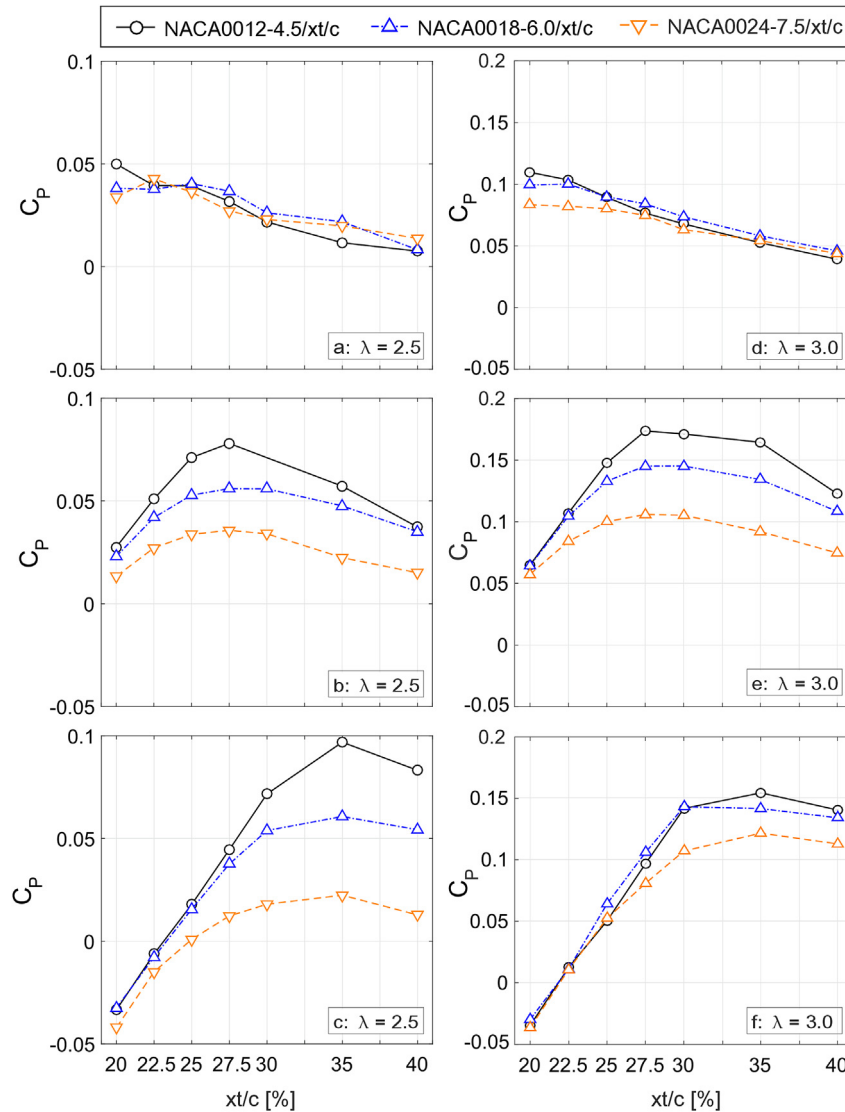 NACA0012-4.5/xt/c NACA0018-6.0/xt/c NACA0024-7.5/xt/c
0.1
0.05
0
-0.05
C_P
a: λ = 2.5
0.2
0.15
0.1
0.05
0
-0.05
C_P
d: λ = 3.0
0.1
0.05
0
-0.05
C_P
b: λ = 2.5
0.2
0.15
0.1
0.05
0
-0.05
C_P
e: λ = 3.0
0.1
0.05
0
-0.05
C_P
c: λ = 2.5
20 22.5 25 27.5 30 35 40
xt/c [%]
0.2
0.15
0.1
0.05
0
-0.05
C_P
f: λ = 3.0
20 22.5 25 27.5 30 35 40
xt/c [%]